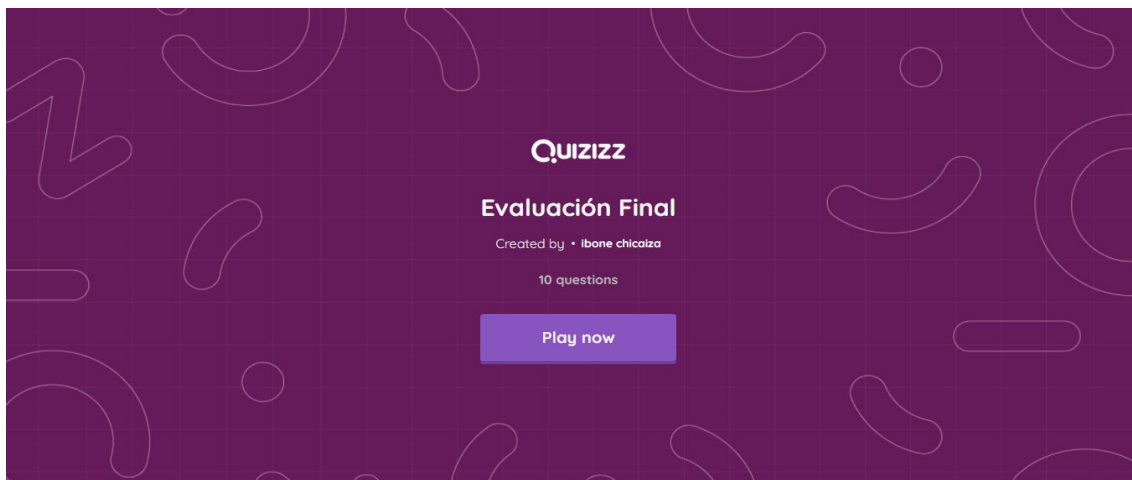 Quizizz
Evaluación Final
Created by • ibone chicaiza
10 questions
Play now